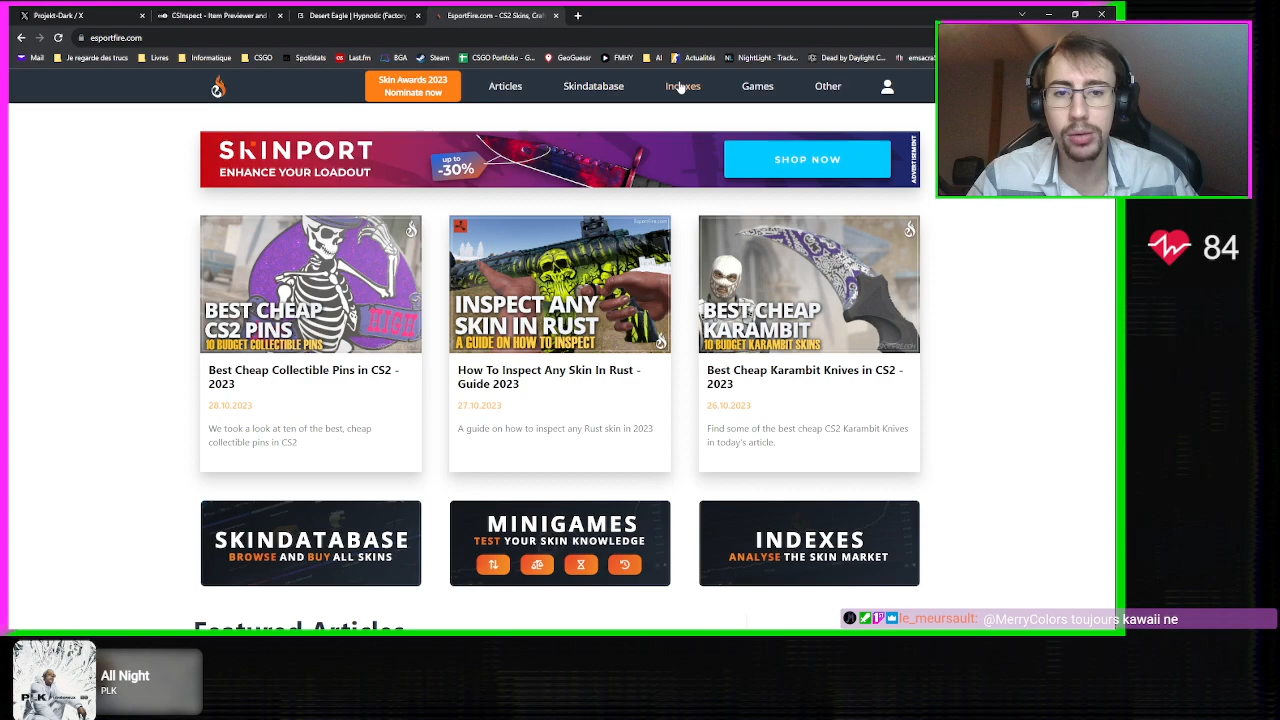 Projekt-Dark / X
CSInspect - Item Previewer and
Desert Eagle | Hypnotic (Factory
EsportFire.com - CS2 Skins, Craf
esportfire.com
Mail
Je regarde des trucs
Livres
Informatique
CSGO
Spotistats
Last.fm
BGA
Steam
CSGO Portfolio - G...
GeoGuessr
FMHY
AI
Actualités
NightLight - Track...
Dead by Daylight C...
emsacra5
Skin Awards 2023
Nominate now
Articles
Skindatabase
Indexes
Games
Other
SKINPORT
ENHANCE YOUR LOADOUT
up to
-30%
SHOP NOW
ADVERTISEMENT
BEST CHEAP
CS2 PINS
10 BUDGET COLLECTIBLE PINS
HIGH
EsportFire.com
INSPECT ANY
SKIN IN RUST
A GUIDE ON HOW TO INSPECT
BEST CHEAP
KARAMBIT
10 BUDGET KARAMBIT SKINS
Best Cheap Collectible Pins in CS2 -
2023
28.10.2023
We took a look at ten of the best, cheap
collectible pins in CS2
How To Inspect Any Skin In Rust -
Guide 2023
27.10.2023
A guide on how to inspect any Rust skin in 2023
Best Cheap Karambit Knives in CS2 -
2023
26.10.2023
Find some of the best cheap CS2 Karambit Knives
in today's article.
SKINDATABASE
BROWSE AND BUY ALL SKINS
MINIGAMES
TEST YOUR SKIN KNOWLEDGE
INDEXES
ANALYSE THE SKIN MARKET
Featured Articles
84
le_meursault: @MerryColors toujours kawaii ne
PLK
All Night
PLK